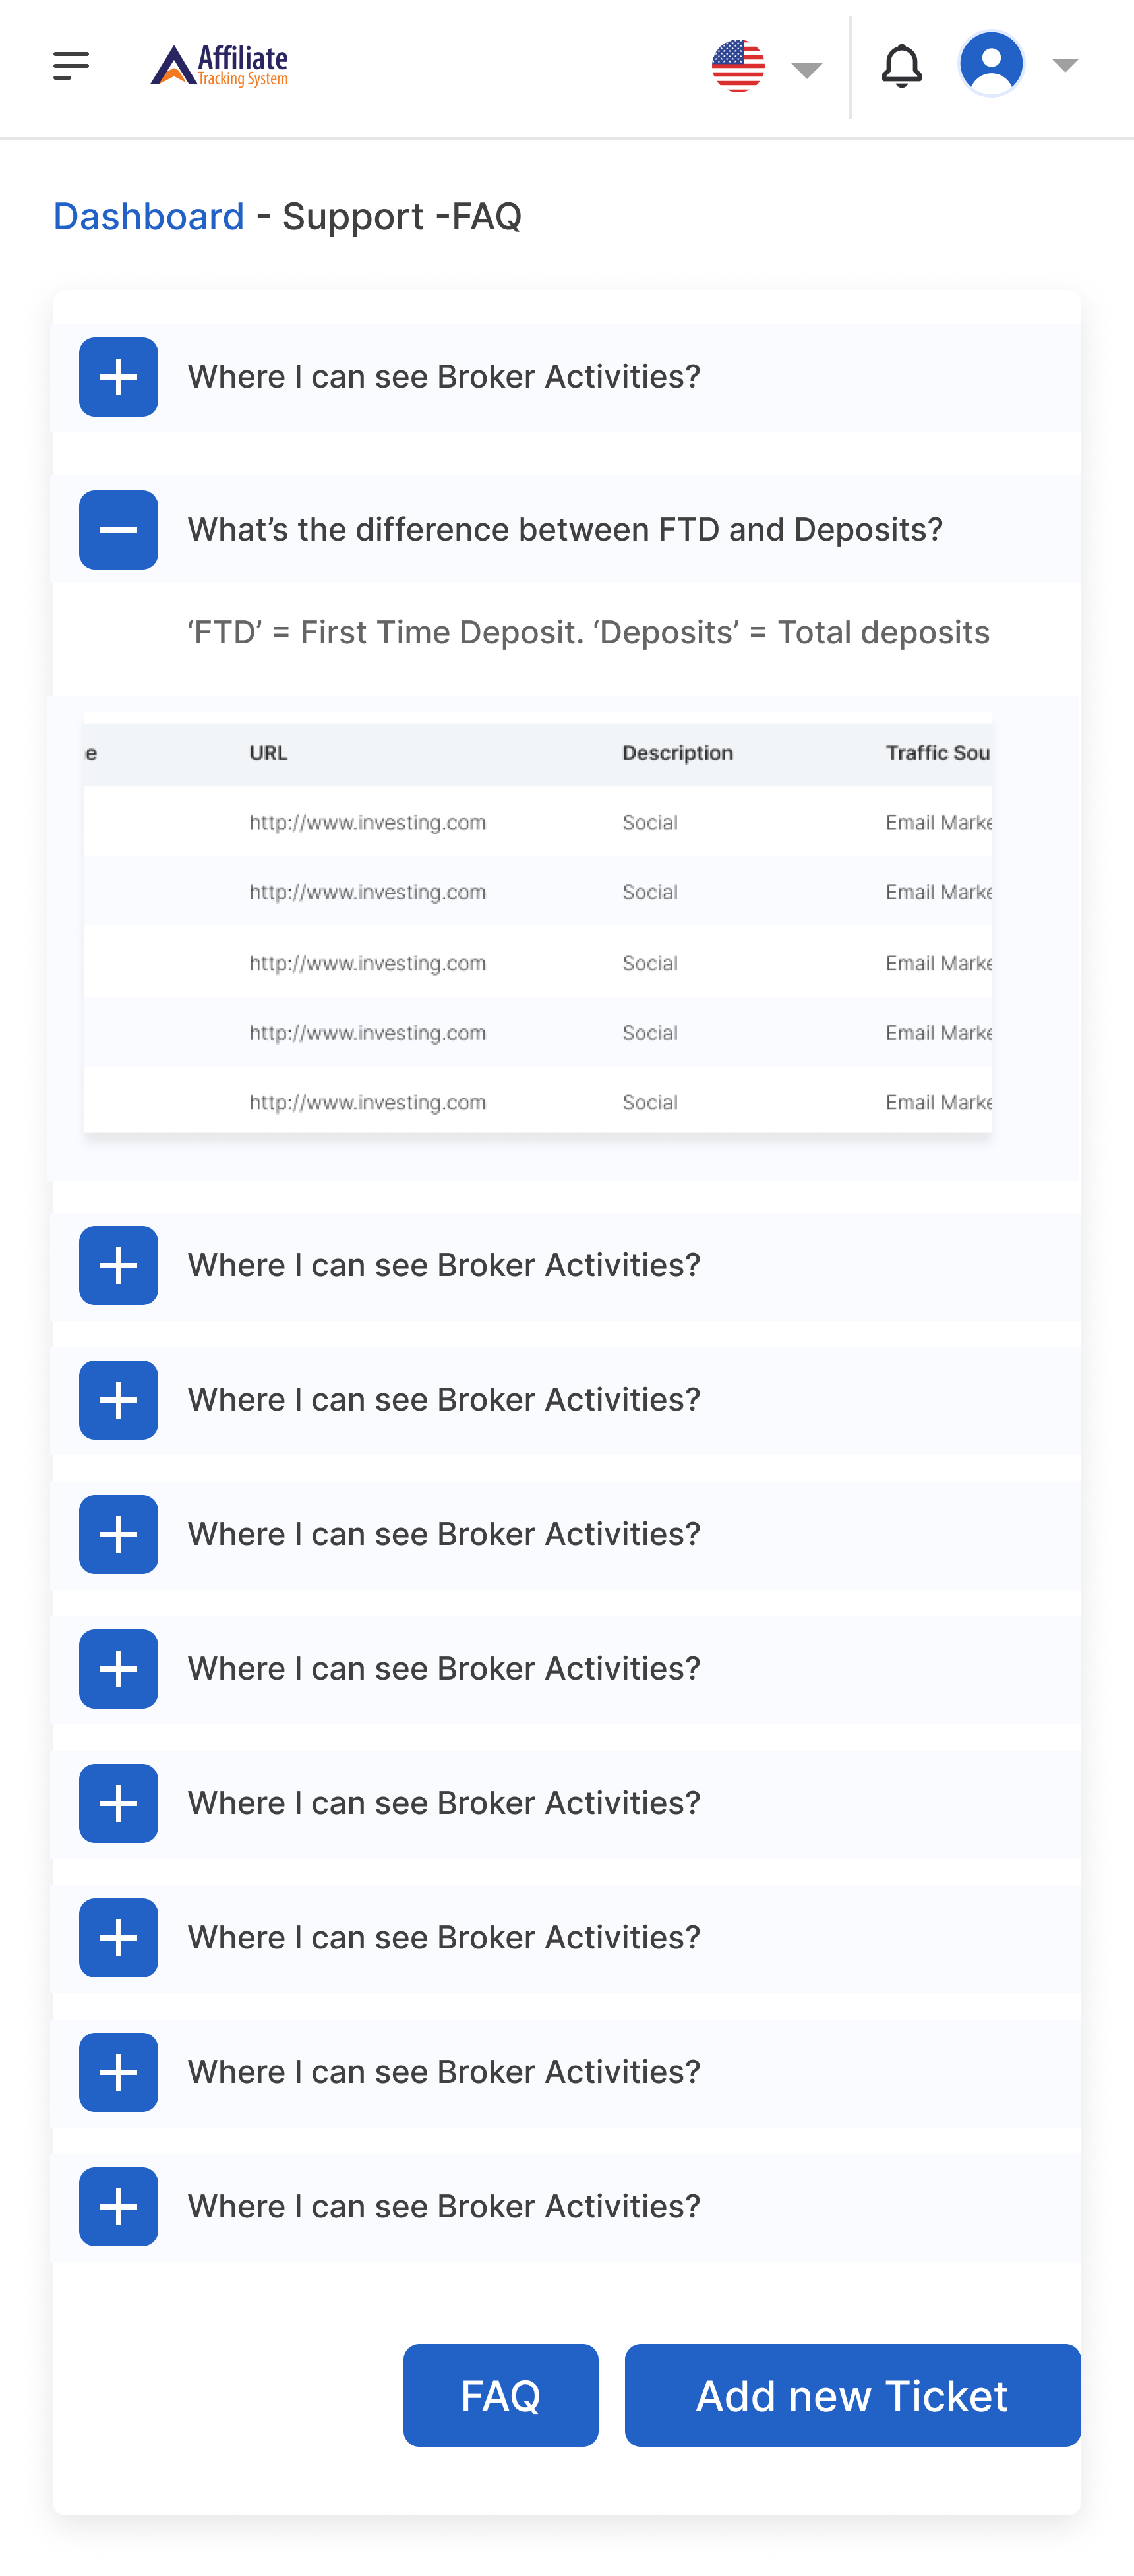 Affiliate
Tracking System
Dashboard - Support -FAQ
Where I can see Broker Activities?
What’s the difference between FTD and Deposits?
‘FTD’ = First Time Deposit. ‘Deposits’ = Total deposits
e URL Description Traffic Sou
http://www.investing.com Social Email Marke
http://www.investing.com Social Email Marke
http://www.investing.com Social Email Marke
http://www.investing.com Social Email Marke
http://www.investing.com Social Email Marke
Where I can see Broker Activities?
Where I can see Broker Activities?
Where I can see Broker Activities?
Where I can see Broker Activities?
Where I can see Broker Activities?
Where I can see Broker Activities?
Where I can see Broker Activities?
Where I can see Broker Activities?
FAQ Add new Ticket